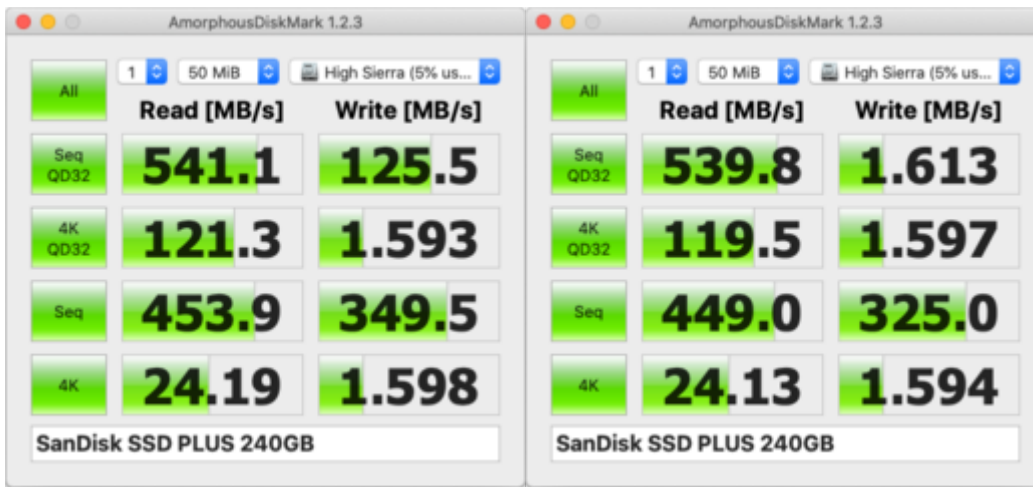 AmorphousDiskMark 1.2.3
All
1
50 MiB
High Sierra (5% us...
Read [MB/s]
Write [MB/s]
Seq QD32
541.1
125.5
4K QD32
121.3
1.593
Seq
453.9
349.5
4K
24.19
1.598
SanDisk SSD PLUS 240GB
AmorphousDiskMark 1.2.3
All
1
50 MiB
High Sierra (5% us...
Read [MB/s]
Write [MB/s]
Seq QD32
539.8
1.613
4K QD32
119.5
1.597
Seq
449.0
325.0
4K
24.13
1.594
SanDisk SSD PLUS 240GB